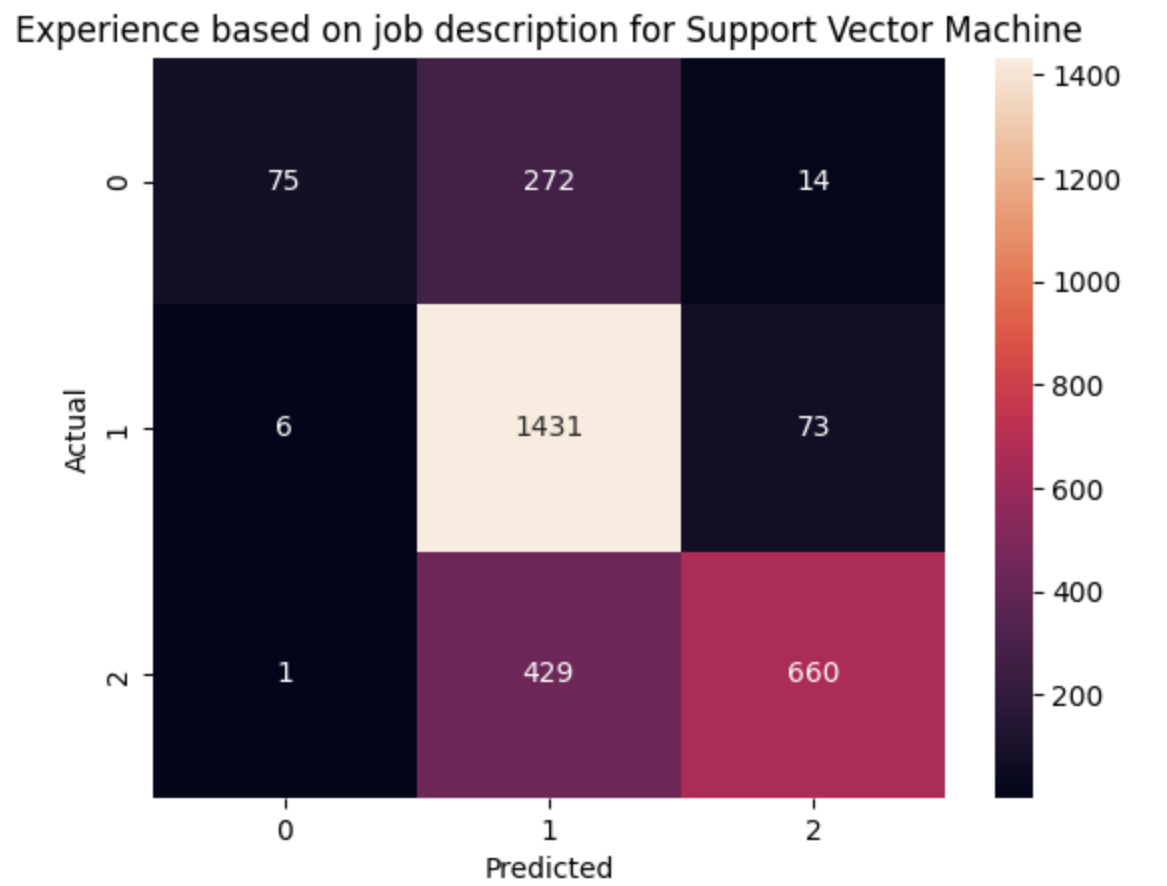 Experience based on job description for Support Vector Machine
1400
0 75 272 14
1200
1000
800
Actual
1 6 1431 73
600
400
2 1 429 660
200
0 1 2
Predicted